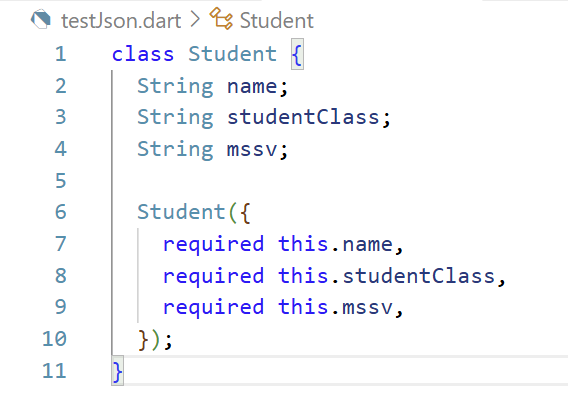 testJson.dart > Student
1 class Student {
2 String name;
3 String studentClass;
4 String mssv;
5
6 Student({
7 required this.name,
8 required this.studentClass,
9 required this.mssv,
10 });
11 }